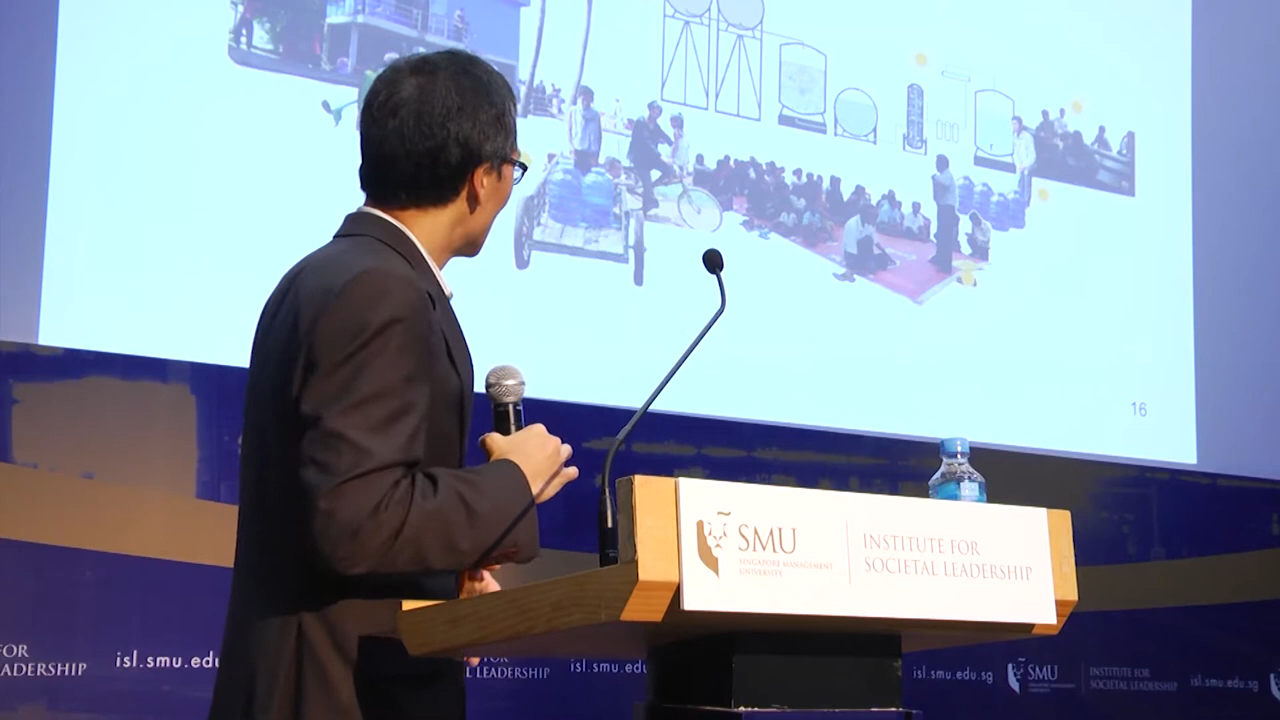 16
SMU
SINGAPORE MANAGEMENT
UNIVERSITY
INSTITUTE FOR
SOCIETAL LEADERSHIP
FOR
LEADERSHIP
isl.smu.edu
isl.smu.edu
isl.smu.edu.sg
SMU
INSTITUTE FOR
SOCIETAL LEADERSHIP
isl.smu.edu.sg